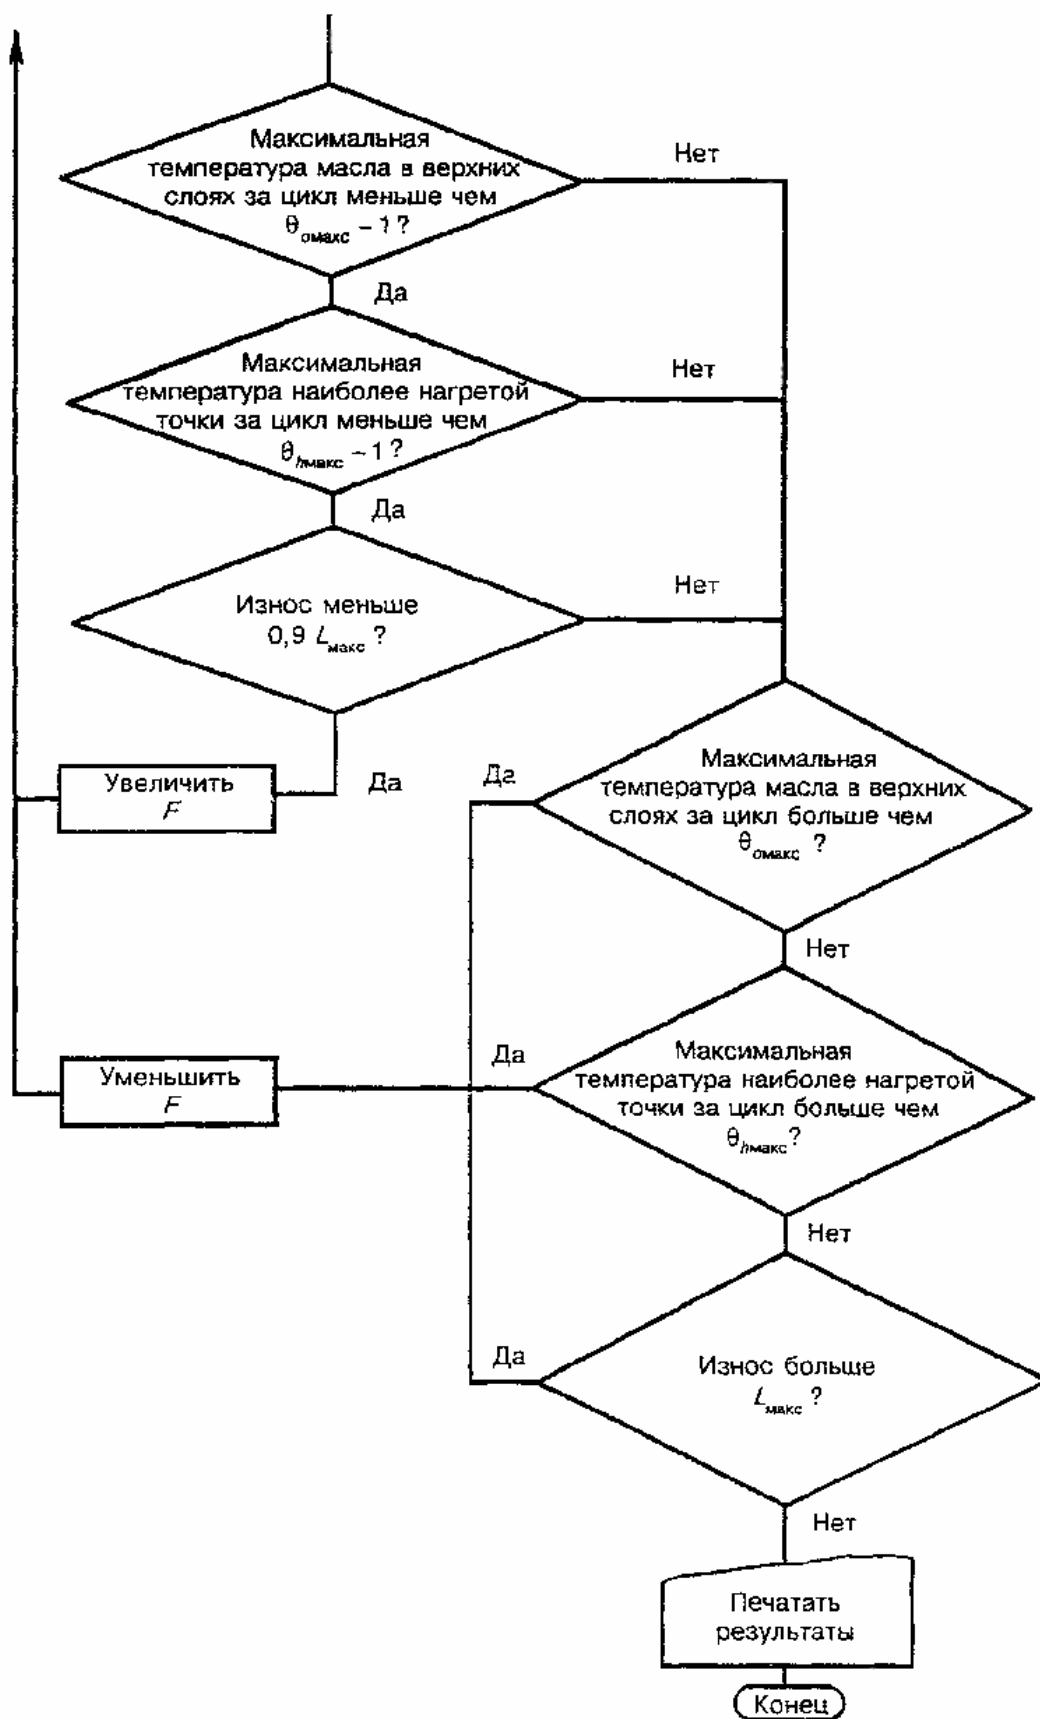 Максимальная
температура масла в верхних
слоях за цикл меньше чем
θомакс – 1 ?
Нет
Да
Максимальная
температура наиболее нагретой
точки за цикл меньше чем
θhмакс – 1 ?
Нет
Да
Износ меньше
0,9 Lмакс ?
Нет
Да
Увеличить
F
Максимальная
температура масла в верхних
слоях за цикл больше чем
θомакс ?
Да
Нет
Максимальная
температура наиболее нагретой
точки за цикл больше чем
θhмакс ?
Да
Уменьшить
F
Нет
Износ больше
Lмакс ?
Да
Нет
Печатать
результаты
Конец